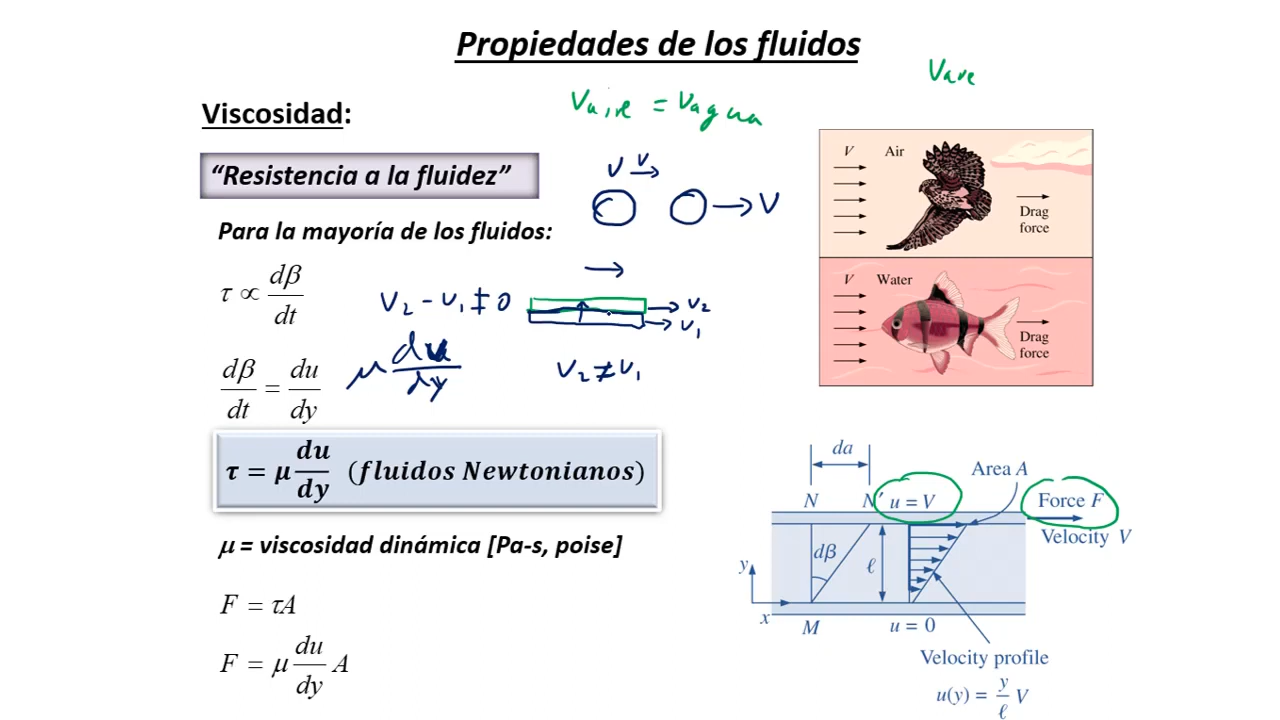 Propiedades de los fluidos
Vave
Vaire = Vagua
Viscosidad:
"Resistencia a la fluidez"
V V
V
Para la mayoría de los fluidos:
τ ∝ dβ/dt
V₂ - V₁ ≠ 0
V₂
V₁
dβ/dt = du/dy
μ du/dy
V₂ ≠ V₁
τ = μ du/dy (fluidos Newtonianos)
μ = viscosidad dinámica [Pa-s, poise]
F = τA
F = μ du/dy A
V Air
Drag
force
V Water
Drag
force
da
Area A
N N' u = V Force F
Velocity V
dβ ℓ
y
x
M u = 0
Velocity profile
u(y) = y/ℓ V